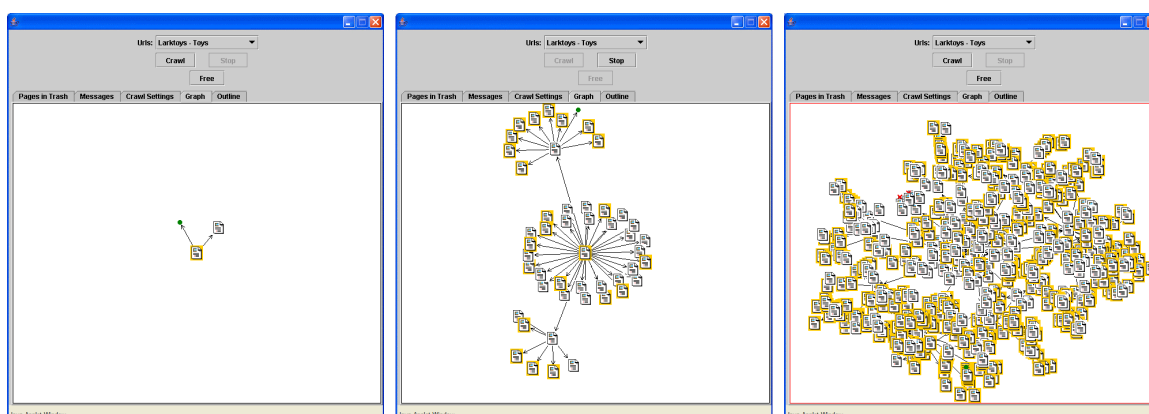 Urls: Larktoys - Toys
Crawl Stop
Free
Pages in Trash Messages Crawl Settings Graph Outline
Urls: Larktoys - Toys
Crawl Stop
Free
Pages in Trash Messages Crawl Settings Graph Outline
Urls: Larktoys - Toys
Crawl Stop
Free
Pages in Trash Messages Crawl Settings Graph Outline